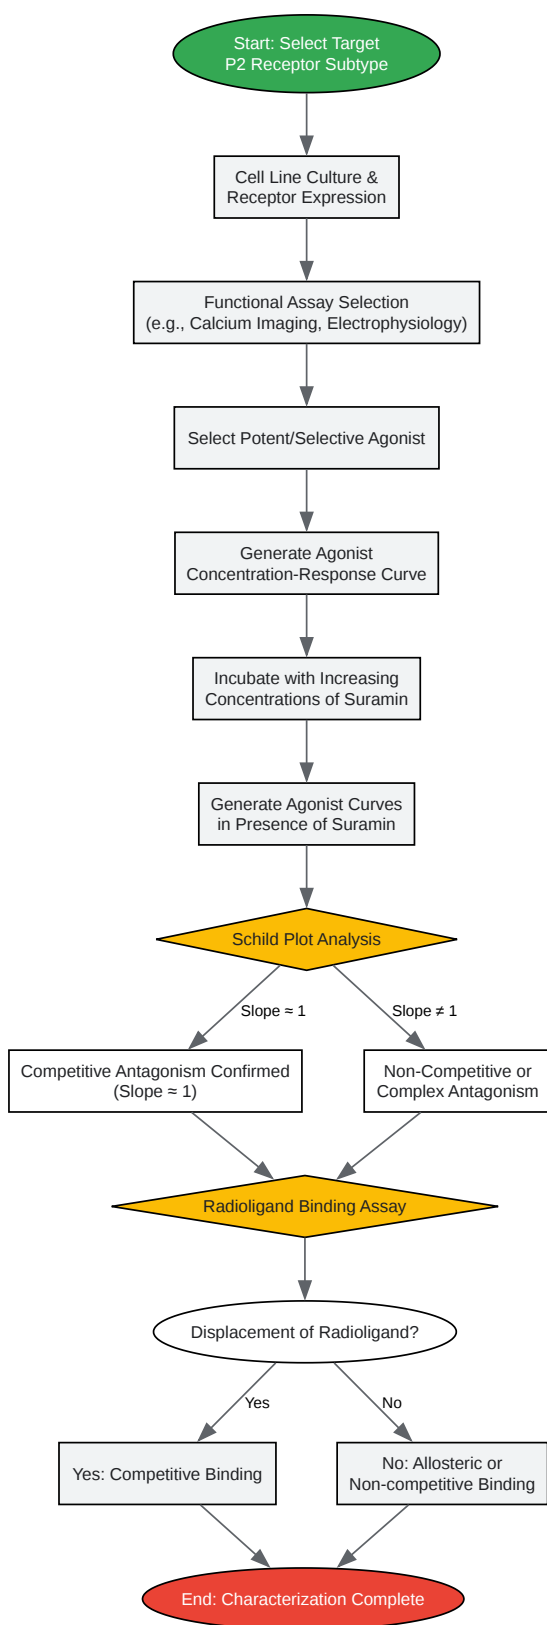 Start: Select Target
P2 Receptor Subtype
Cell Line Culture &
Receptor Expression
Functional Assay Selection
(e.g., Calcium Imaging, Electrophysiology)
Select Potent/Selective Agonist
Generate Agonist
Concentration-Response Curve
Incubate with Increasing
Concentrations of Suramin
Generate Agonist Curves
in Presence of Suramin
Schild Plot Analysis
Slope ≈ 1
Slope ≠ 1
Competitive Antagonism Confirmed
(Slope ≈ 1)
Non-Competitive or
Complex Antagonism
Radioligand Binding Assay
Displacement of Radioligand?
Yes
No
Yes: Competitive Binding
No: Allosteric or
Non-competitive Binding
End: Characterization Complete